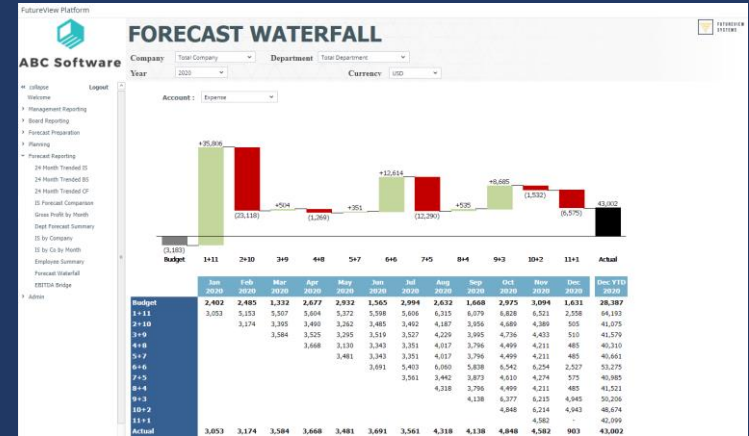 FutureView Platform
ABC Software
FORECAST WATERFALL
FUTUREVIEW
SYSTEMS
Company Total Company Department Total Department
Year 2020 Currency USD
Account : Expense
« collapse Logout
Welcome
Management Reporting
Board Reporting
Forecast Preparation
Planning
Forecast Reporting
24 Month Trended IS
24 Month Trended BS
24 Month Trended CF
IS Forecast Comparison
Gross Profit by Month
Dept Forecast Summary
IS by Company
IS by Co by Month
Employee Summary
Forecast Waterfall
EBITDA Bridge
Admin
+35,806
(23,118)
+504
(1,269)
+351
+12,614
(12,290)
+535
+8,685
(1,532)
(6,575)
43,002
(3,183)
Budget 1+11 2+10 3+9 4+8 5+7 6+6 7+5 8+4 9+3 10+2 11+1 Actual
Jan 2020 Feb 2020 Mar 2020 Apr 2020 May 2020 Jun 2020 Jul 2020 Aug 2020 Sep 2020 Oct 2020 Nov 2020 Dec 2020 Dec YTD 2020
Budget 2,402 2,485 1,332 2,677 2,932 1,565 2,994 2,632 1,668 2,975 3,094 1,631 28,387
1+11 3,053 5,153 5,507 5,604 5,372 5,598 5,606 6,315 6,079 6,828 6,521 2,558 64,193
2+10 3,174 3,395 3,490 3,262 3,485 3,492 4,187 3,956 4,689 4,389 505 41,075
3+9 3,584 3,525 3,295 3,519 3,527 4,229 3,995 4,736 4,433 510 41,579
4+8 3,668 3,130 3,343 3,351 4,017 3,796 4,499 4,211 485 40,310
5+7 3,481 3,343 3,351 4,017 3,796 4,499 4,211 485 40,661
6+6 3,691 5,403 6,060 5,838 6,542 6,254 2,527 53,275
7+5 3,561 3,442 3,873 4,610 4,274 575 40,985
8+4 4,318 3,796 4,499 4,211 485 41,521
9+3 4,138 6,377 6,215 4,945 50,206
10+2 4,848 6,214 4,943 48,674
11+1 4,582 - 42,099
Actual 3,053 3,174 3,584 3,668 3,481 3,691 3,561 4,318 4,138 4,848 4,582 903 43,002